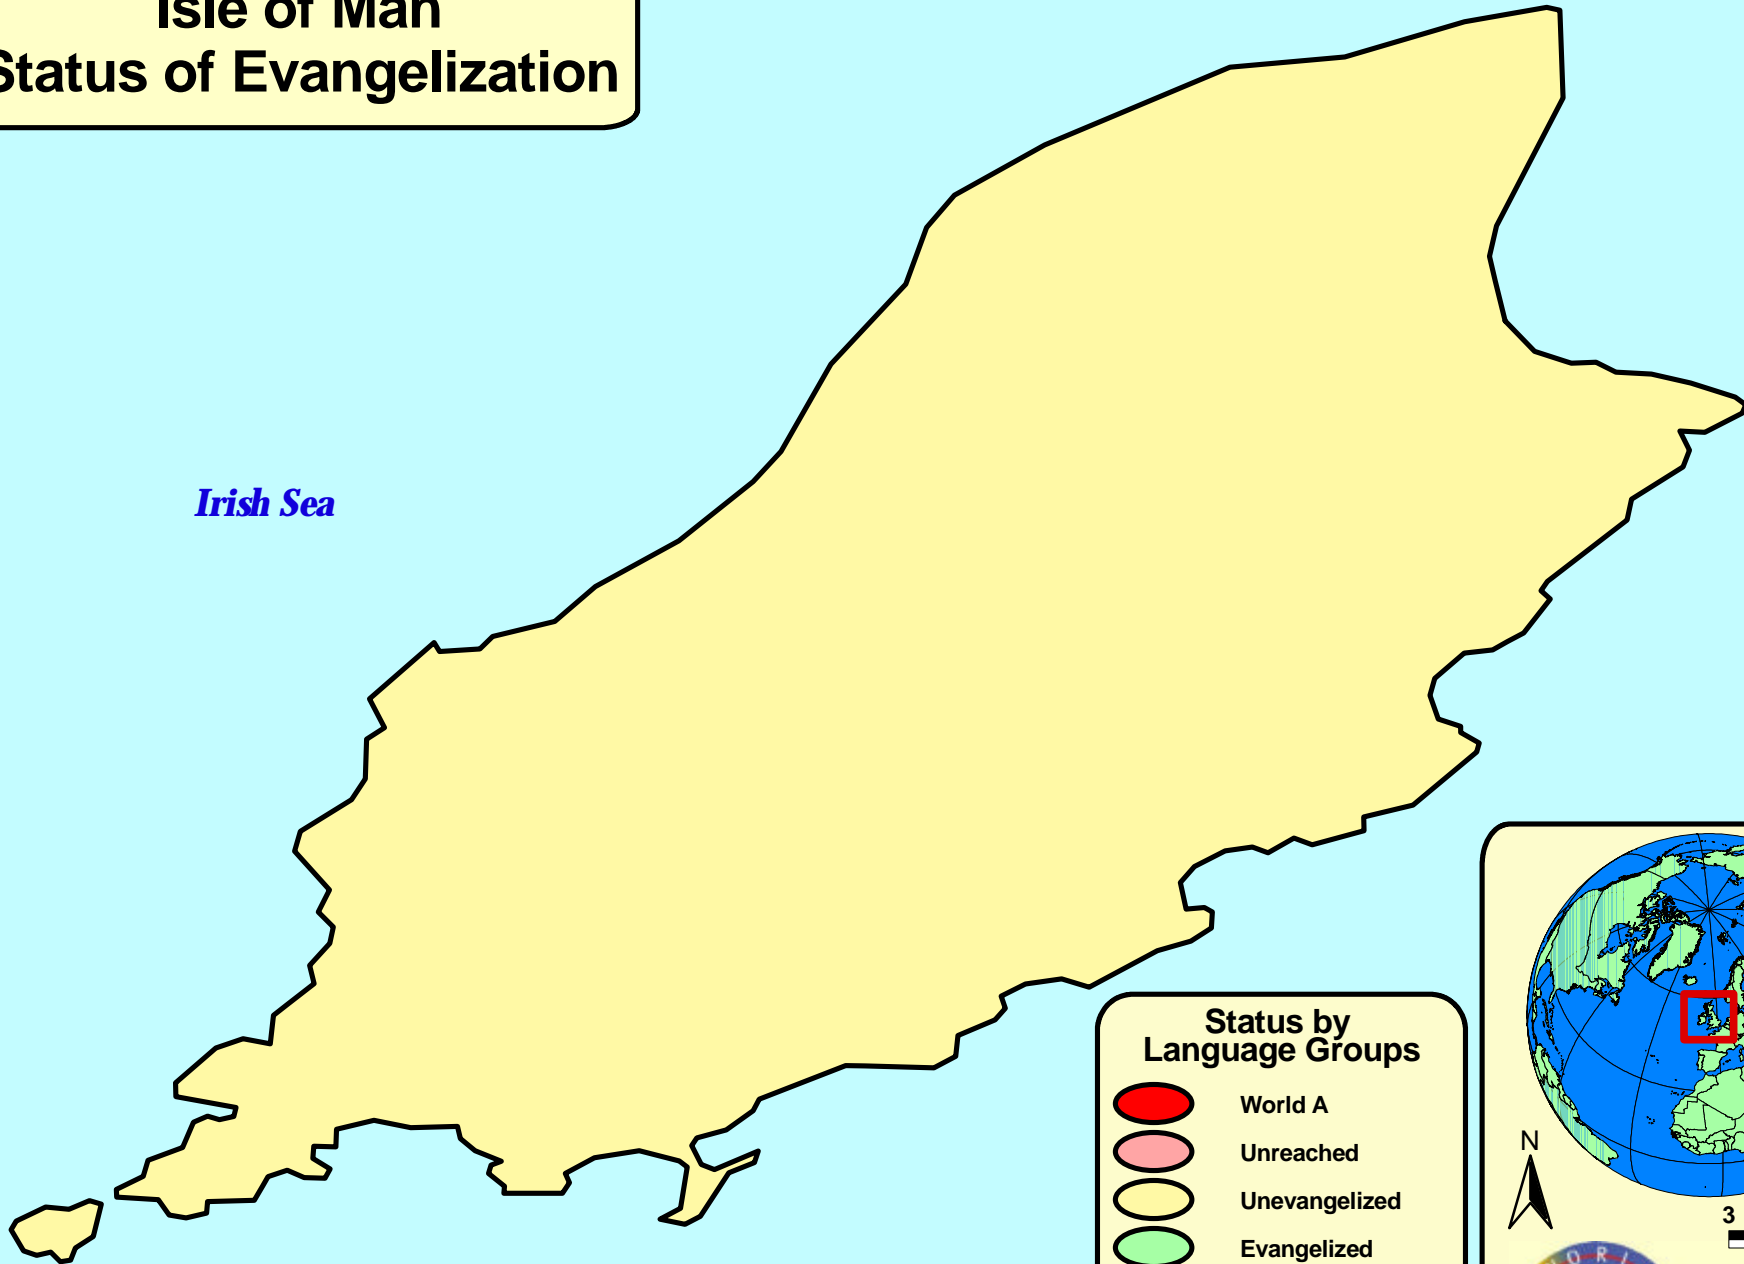 Isle of Man
Status of Evangelization
Irish Sea
Status by
Language Groups
World A
Unreached
Unevangelized
Evangelized
N
3